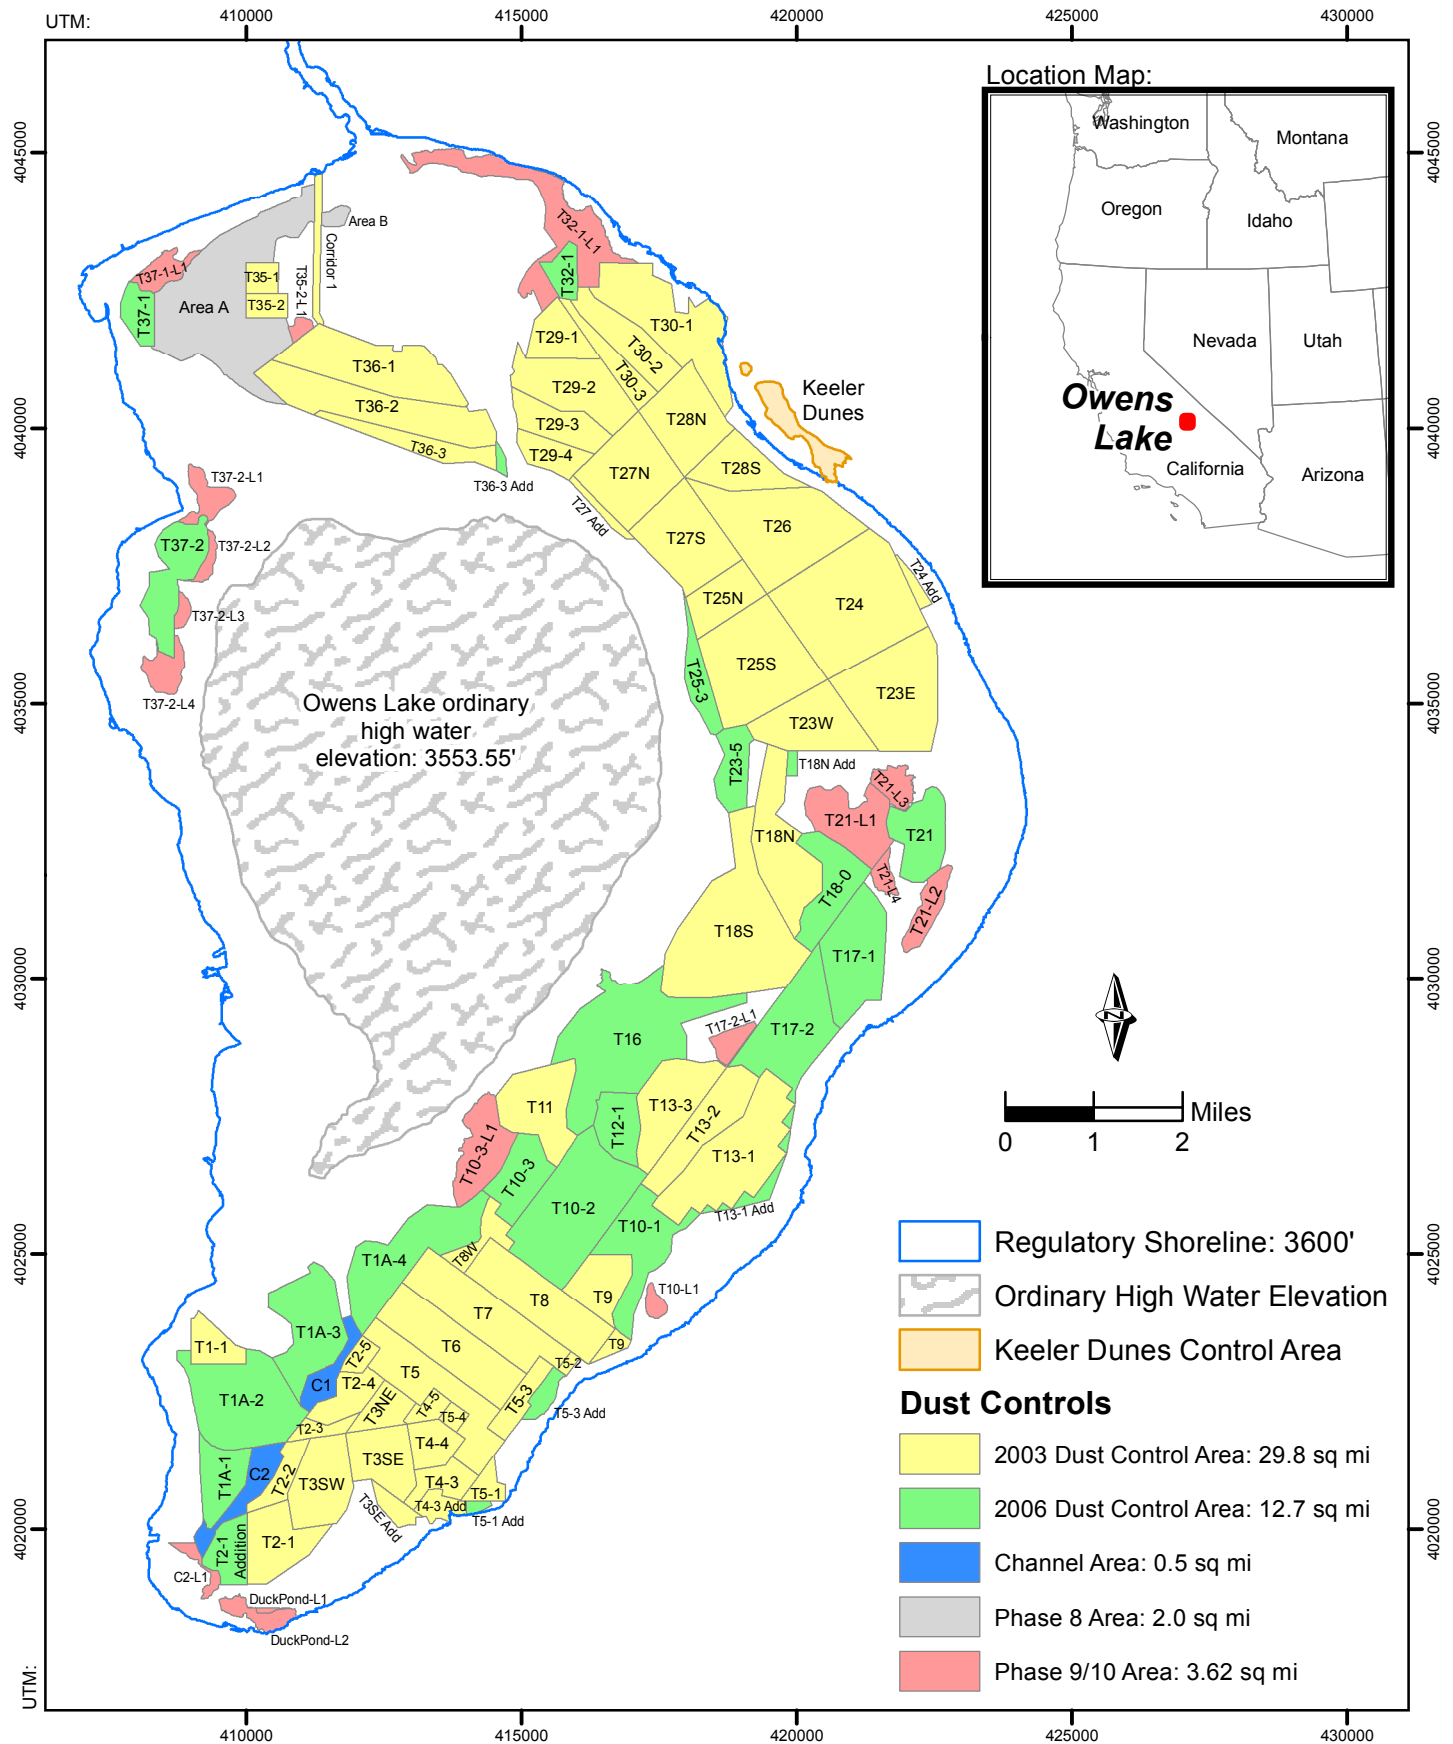 UTM:
410000
415000
420000
425000
430000
4045000
4045000
4040000
4040000
4035000
4035000
4030000
4030000
4025000
4025000
4020000
4020000
Location Map:
Washington
Montana
Oregon
Idaho
Nevada
Utah
Owens
Lake
California
Arizona
Area B
Corridor 1
T32-1-L1
T37-1-L1
T35-1
T35-2-L1
T32-1
Area A
T35-2
T37-1
T30-1
T29-1
T30-2
T36-1
T30-3
T29-2
Keeler
Dunes
T36-2
T28N
T29-3
T36-3
T29-4
T28S
T27N
T37-2-L1
T36-3 Add
T27 Add
T26
T27S
T37-2
T37-2-L2
T24 Add
T25N
T24
T37-2-L3
T25S
T25-3
T23E
T37-2-L4
Owens Lake ordinary
high water
elevation: 3553.55'
T23W
T23-5
T18N Add
T21-L3
T21-L1
T18N
T21
T18-0
T21-L4
T21-L2
T18S
T17-1
T17-2-L1
T17-2
T16
T11
T13-3
T12-1
T13-2
T10-3-L1
T13-1
T10-3
T10-2
T10-1
T13-1 Add
T8W
T1A-4
T10-L1
T9
T8
T7
T1A-3
T1-1
T6
T9
T2-5
T5-2
T5
C1
T2-4
T5-3
T1A-2
T3NE
T4-5
T5-4
T5-3 Add
T2-3
T4-4
T3SE
C2
T2-2
T3SW
T1A-1
T4-3
T5-1
T4-3 Add
T3SE Add
T5-1 Add
T2-1
Addition
T2-1
C2-L1
DuckPond-L1
DuckPond-L2
N
Miles
0
1
2
Regulatory Shoreline: 3600'
Ordinary High Water Elevation
Keeler Dunes Control Area
Dust Controls
2003 Dust Control Area: 29.8 sq mi
2006 Dust Control Area: 12.7 sq mi
Channel Area: 0.5 sq mi
Phase 8 Area: 2.0 sq mi
Phase 9/10 Area: 3.62 sq mi
UTM:
410000
415000
420000
425000
430000